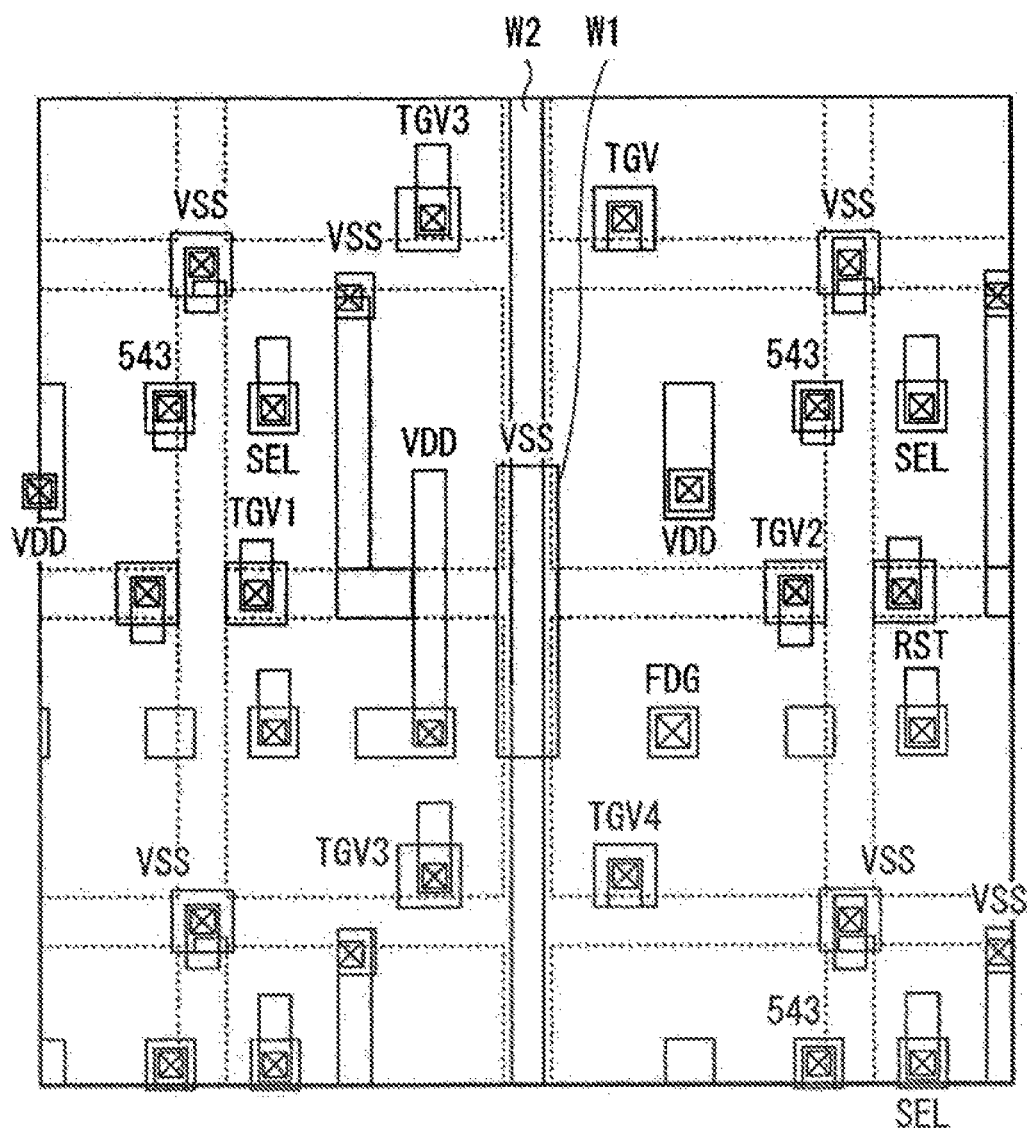 W2 W1
TGV3
TGV
VSS
VSS
VSS
543
543
SEL
VDD
VSS
SEL
VDD
TGV1
VDD
TGV2
RST
FDG
TGV3
TGV4
VSS
VSS
VSS
543
SEL